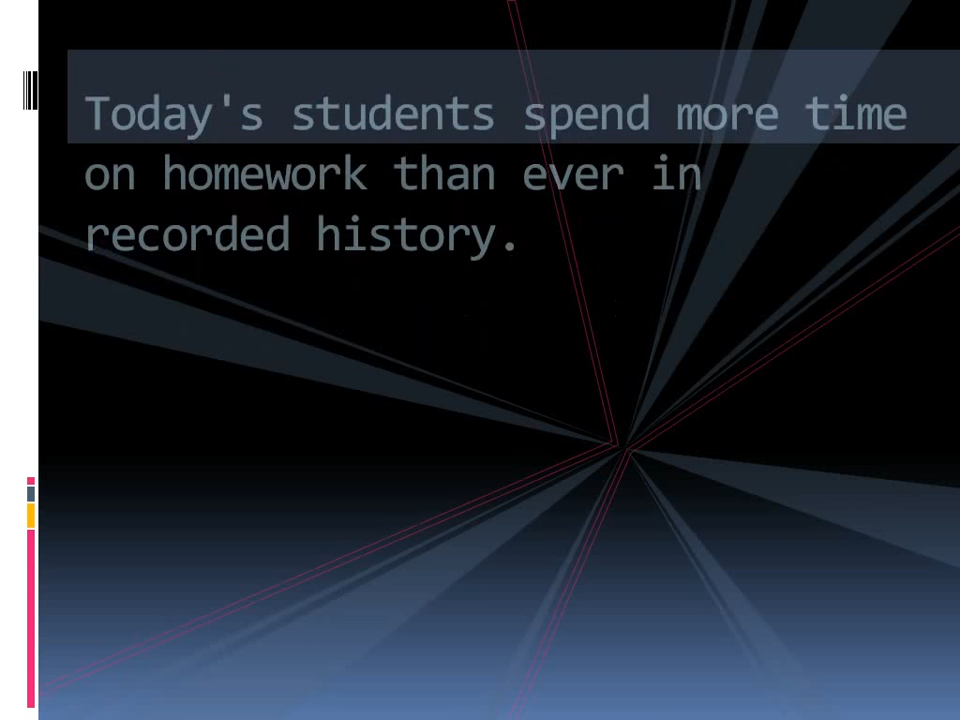 Today's students spend more time
on homework than ever in
recorded history.